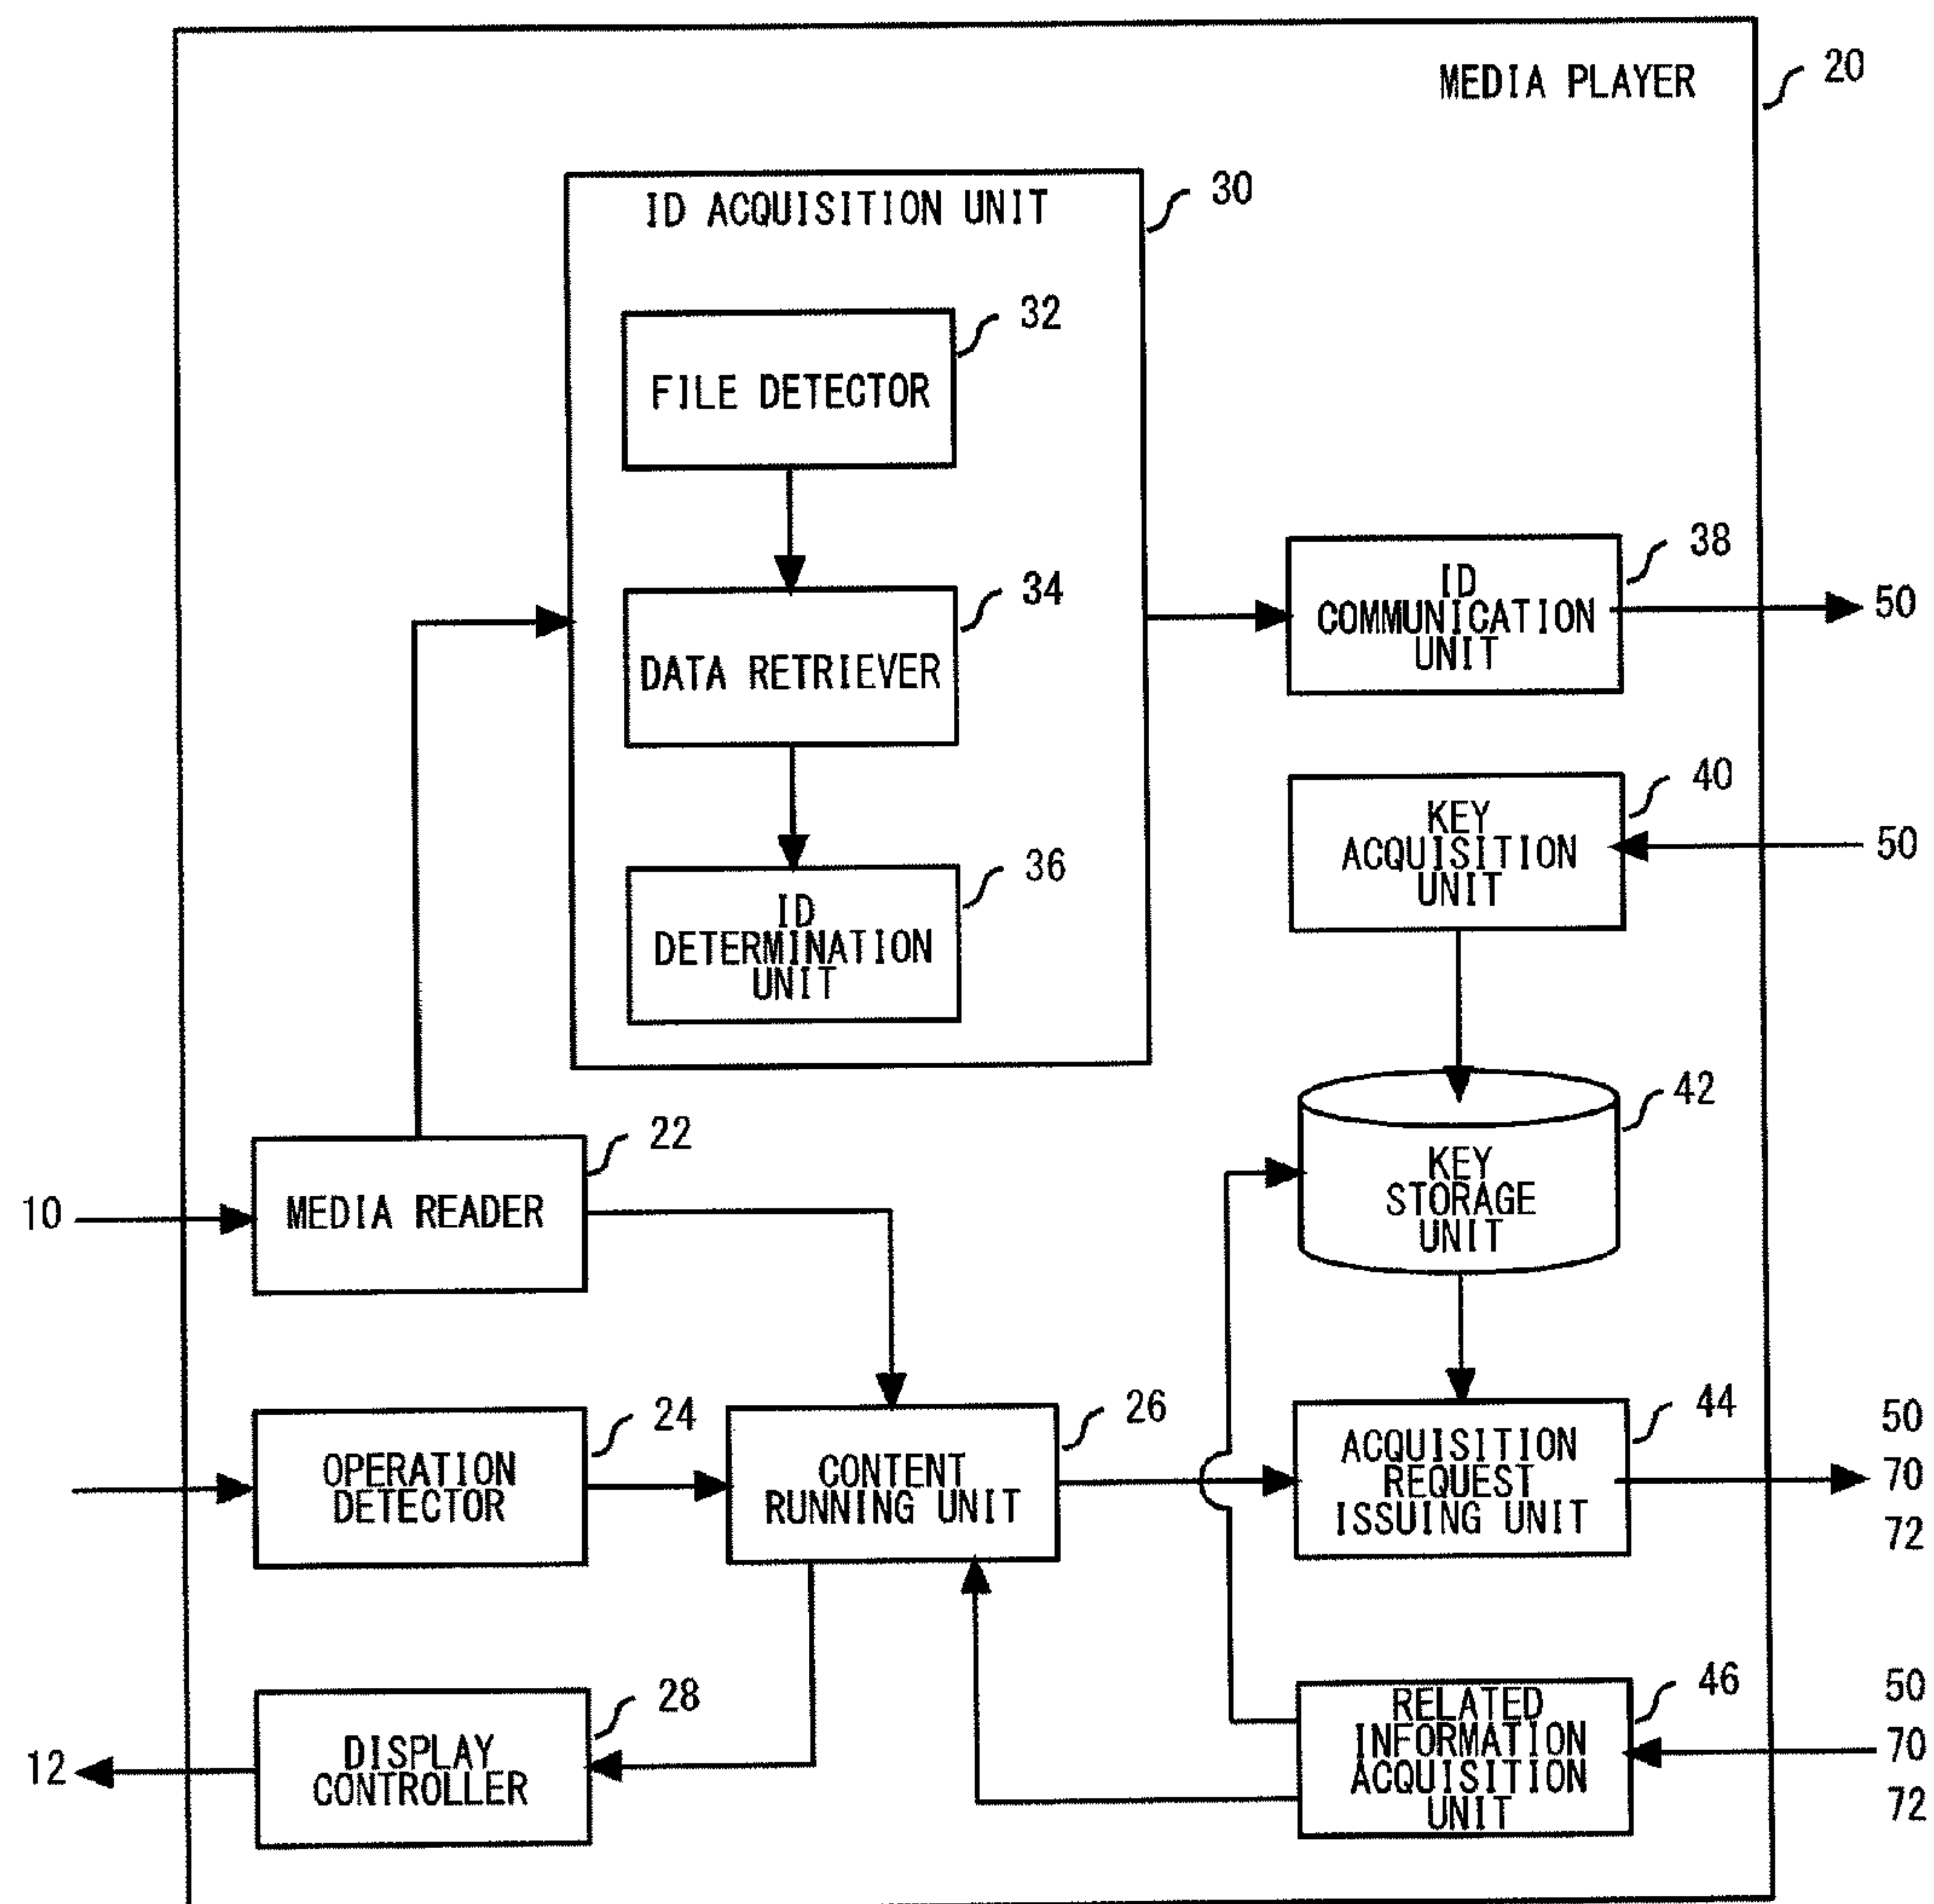 MEDIA PLAYER
20
ID ACQUISITION UNIT
30
32
FILE DETECTOR
34
DATA RETRIEVER
36
ID
DETERMINATION
UNIT
38
ID
COMMUNICATION
UNIT
50
40
KEY
ACQUISITION
UNIT
50
42
KEY
STORAGE
UNIT
22
10
MEDIA READER
24
OPERATION
DETECTOR
26
CONTENT
RUNNING UNIT
44
ACQUISITION
REQUEST
ISSUING UNIT
50
70
72
28
12
DISPLAY
CONTROLLER
46
RELATED
INFORMATION
ACQUISITION
UNIT
50
70
72